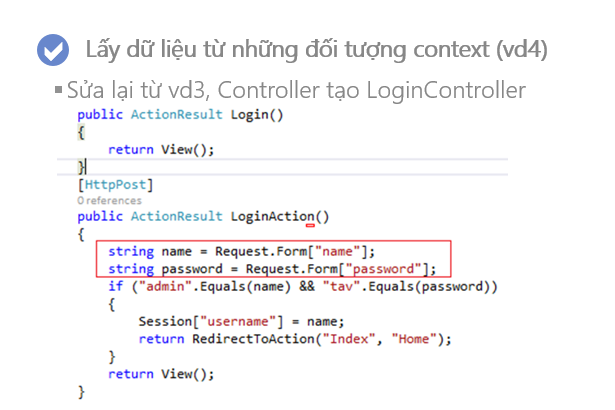 Lấy dữ liệu từ những đối tượng context (vd4)
▪Sửa lại từ vd3, Controller tạo LoginController
public ActionResult Login()
{
return View();
}
[HttpPost]
0 references
public ActionResult LoginAction()
{
string name = Request.Form["name"];
string password = Request.Form["password"];
if ("admin".Equals(name) && "tav".Equals(password))
{
Session["username"] = name;
return RedirectToAction("Index", "Home");
}
return View();
}